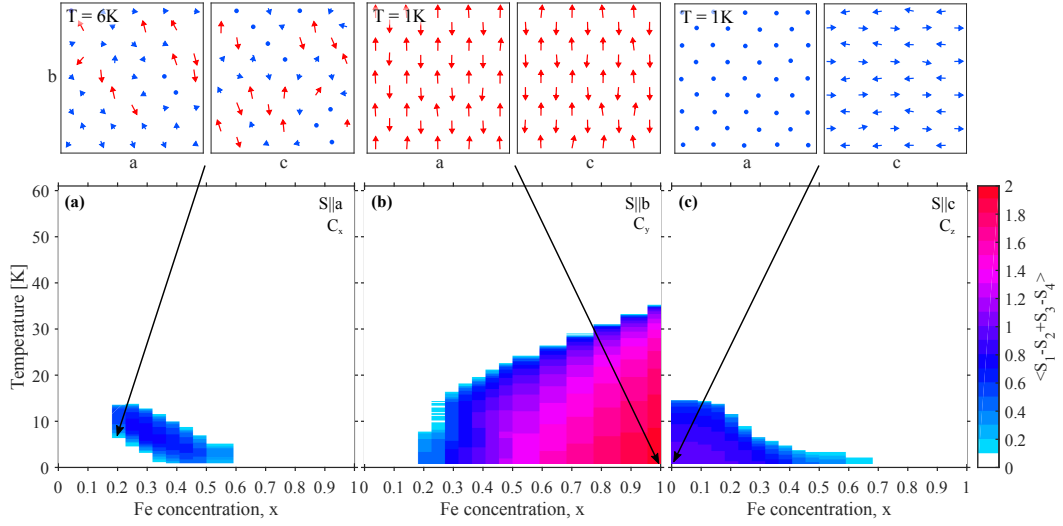 T = 6K
T = 1K
T = 1K
b
a
c
a
c
a
c
(a)
S||a
Cx
(b)
S||b
Cy
(c)
S||c
Cz
60
50
40
30
20
10
0
Temperature [K]
0 0.1 0.2 0.3 0.4 0.5 0.6 0.7 0.8 0.9 1
0 0.1 0.2 0.3 0.4 0.5 0.6 0.7 0.8 0.9 1
0 0.1 0.2 0.3 0.4 0.5 0.6 0.7 0.8 0.9 1
Fe concentration, x
Fe concentration, x
Fe concentration, x
2
1.8
1.6
1.4
1.2
1
0.8
0.6
0.4
0.2
0
<S1-S2+S3-S4>